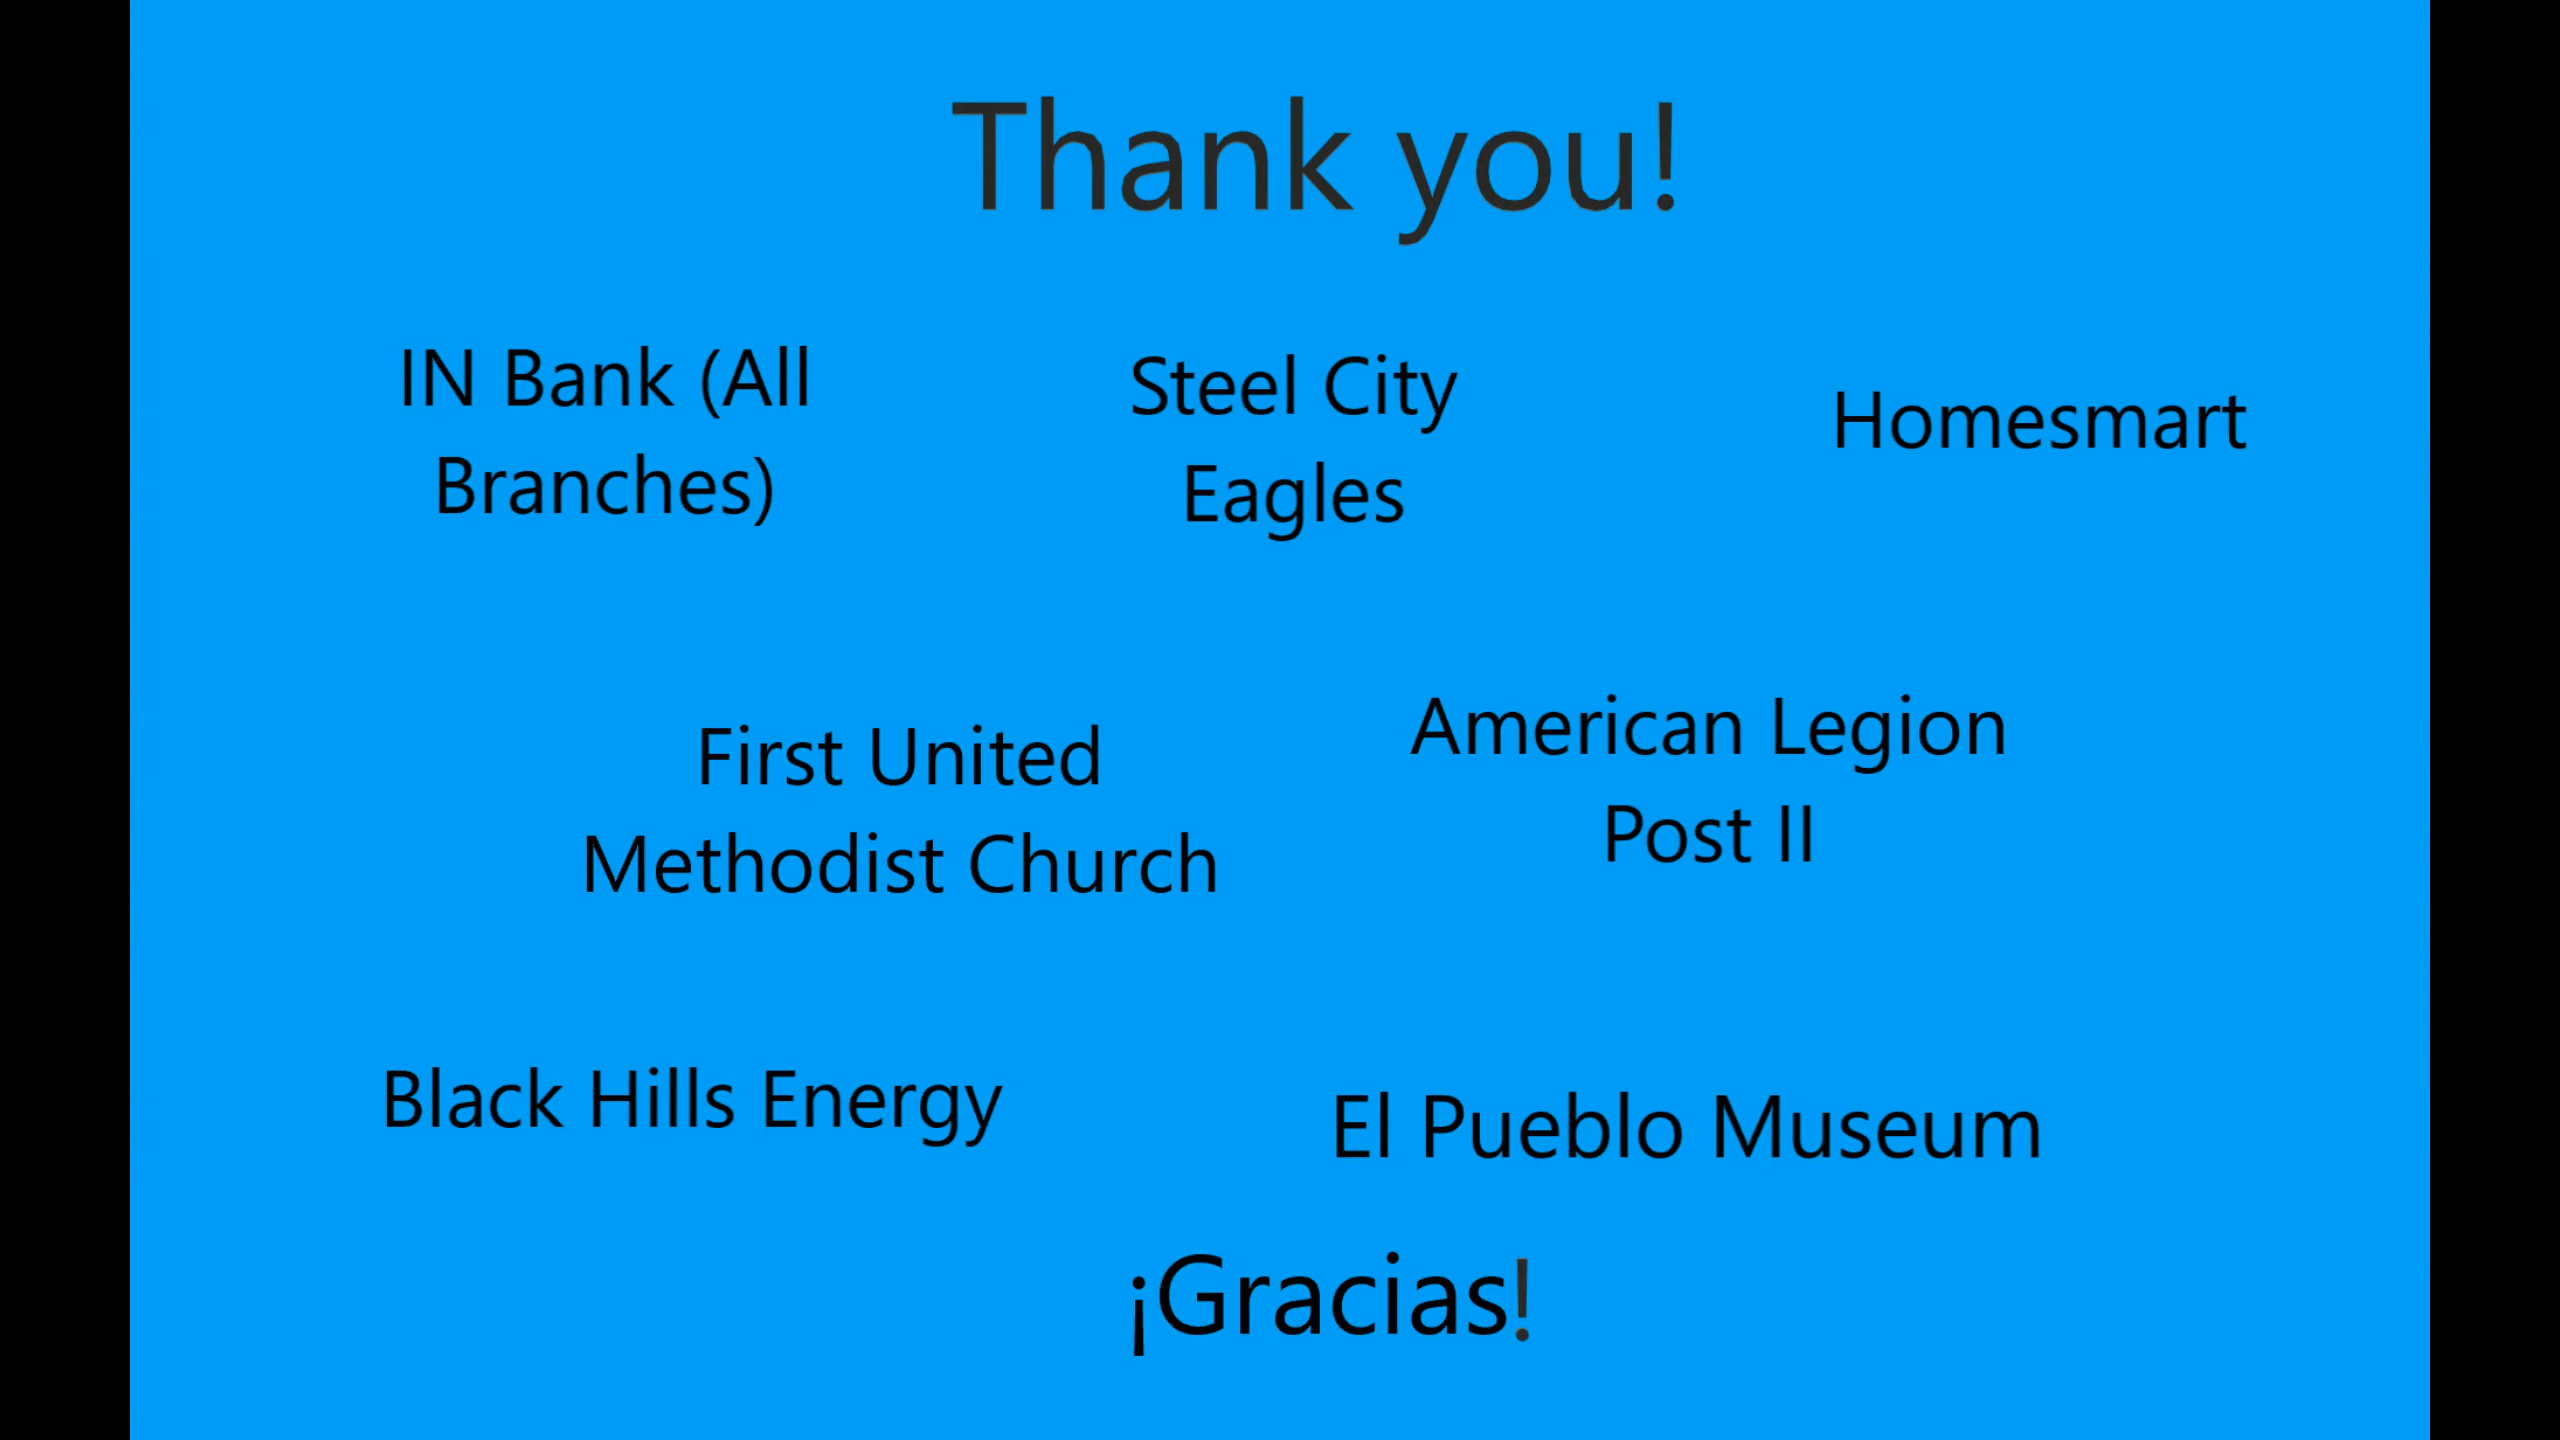 Thank you!
IN Bank (All
Branches)
Steel City
Eagles
Homesmart
First United
Methodist Church
American Legion
Post II
Black Hills Energy
El Pueblo Museum
¡Gracias!